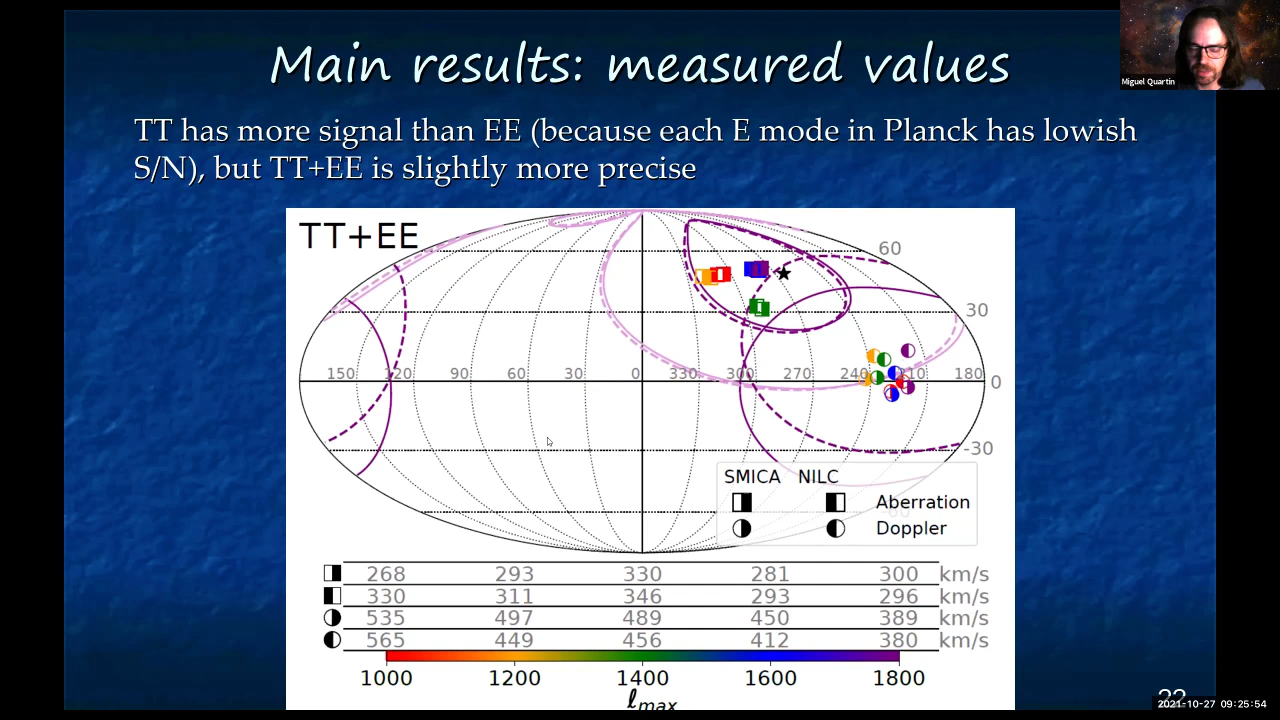 Main results: measured values
Miguel Quartin
TT has more signal than EE (because each E mode in Planck has lowish
S/N), but TT+EE is slightly more precise
TT+EE
60
30
150 120 90 60 30 0 330 300 270 240 210 180 0
-30
SMICA NILC
Aberration
-60
Doppler
268 293 330 281 300 km/s
330 311 346 293 296 km/s
535 497 489 450 389 km/s
565 449 456 412 380 km/s
1000 1200 1400 1600 1800
ℓmax
22
2021-10-27 09:25:54